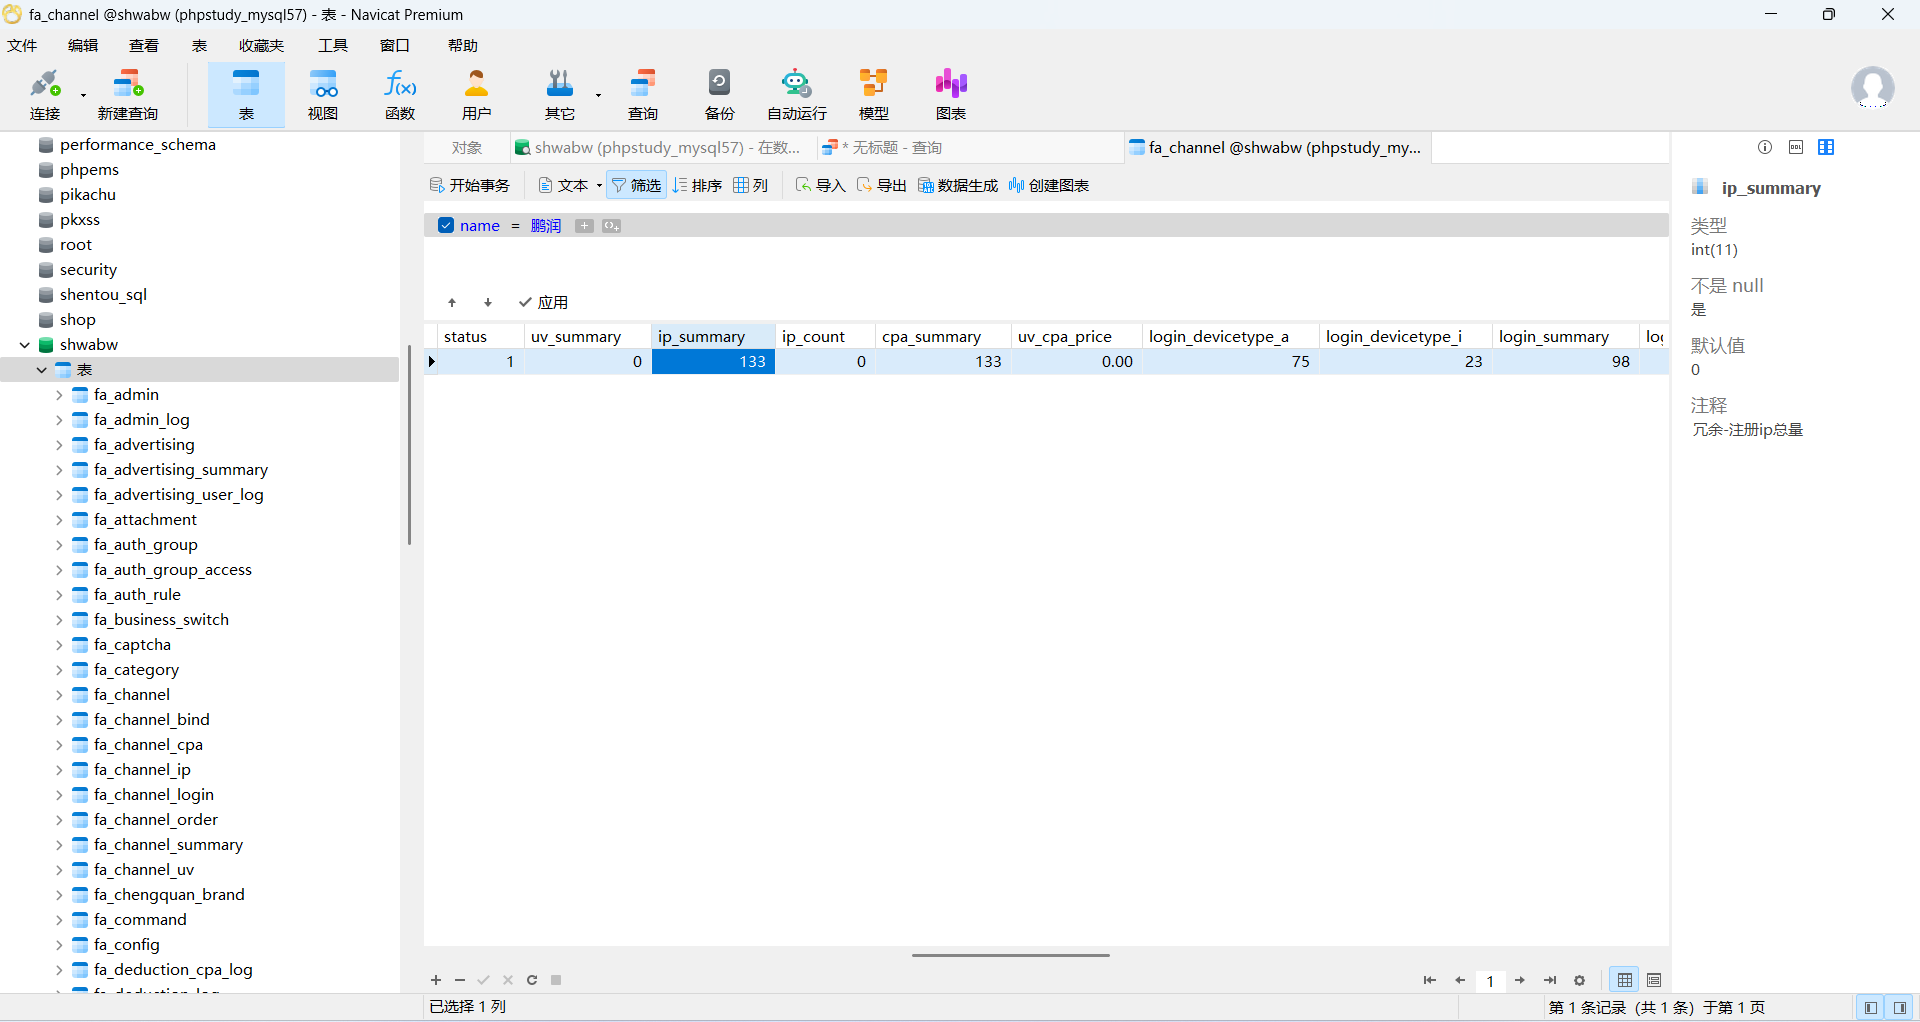 fa_channel @shwabw (phpstudy_mysql57) - 表 - Navicat Premium
文件 编辑 查看 表 收藏夹 工具 窗口 帮助
连接 新建查询 表 视图 函数 用户 其它 查询 备份 自动运行 模型 图表
对象 shwabw (phpstudy_mysql57) - 在数... * 无标题 - 查询 fa_channel @shwabw (phpstudy_my...
开始事务 文本 筛选 排序 列 导入 导出 数据生成 创建图表
name = 鹏润
应用
status uv_summary ip_summary ip_count cpa_summary uv_cpa_price login_devicetype_a login_devicetype_i login_summary
1 0 133 0 133 0.00 75 23 98
performance_schema
phpems
pikachu
pkxss
root
security
shentou_sql
shop
shwabw
表
fa_admin
fa_admin_log
fa_advertising
fa_advertising_summary
fa_advertising_user_log
fa_attachment
fa_auth_group
fa_auth_group_access
fa_auth_rule
fa_business_switch
fa_captcha
fa_category
fa_channel
fa_channel_bind
fa_channel_cpa
fa_channel_ip
fa_channel_login
fa_channel_order
fa_channel_summary
fa_channel_uv
fa_chengquan_brand
fa_command
fa_config
fa_deduction_cpa_log
ip_summary
类型
int(11)
不是 null
是
默认值
0
注释
冗余-注册ip总量
1
已选择 1 列
第 1 条记录 (共 1 条) 于第 1 页